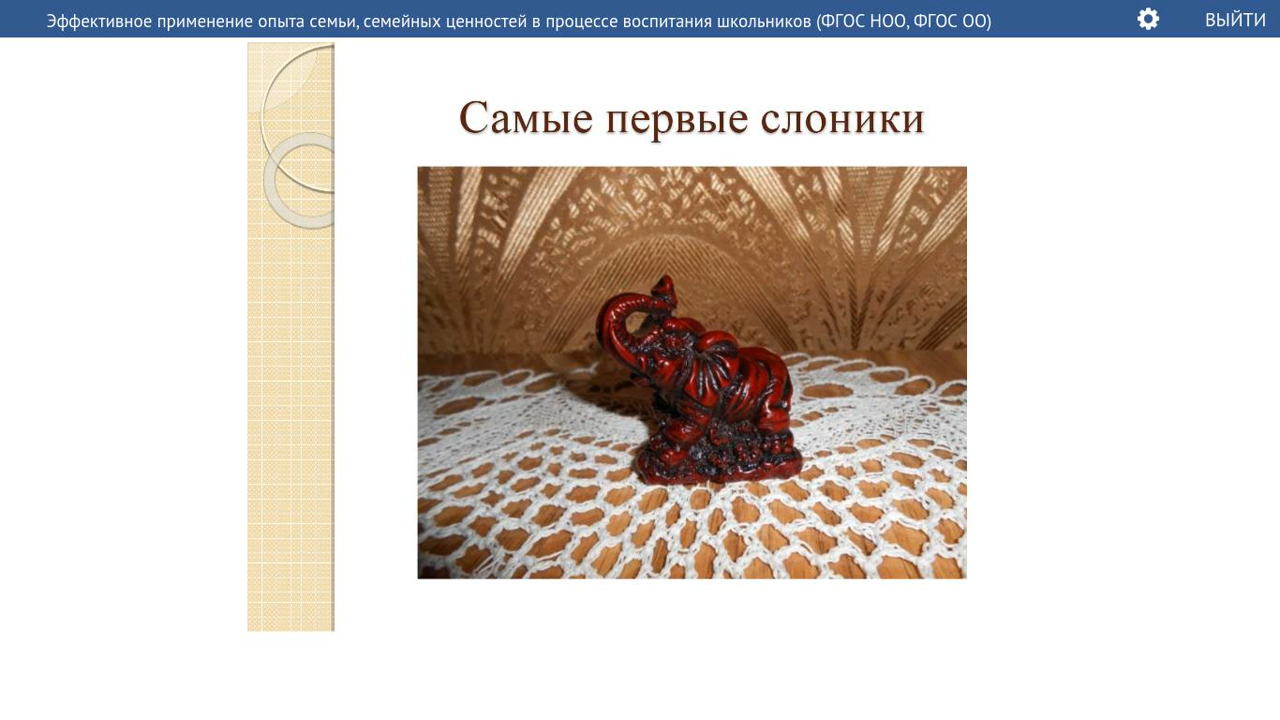 Эффективное применение опыта семьи, семейных ценностей в процессе воспитания школьников (ФГОС НОО, ФГОС ОО)
ВЫЙТИ
Самые первые слоники